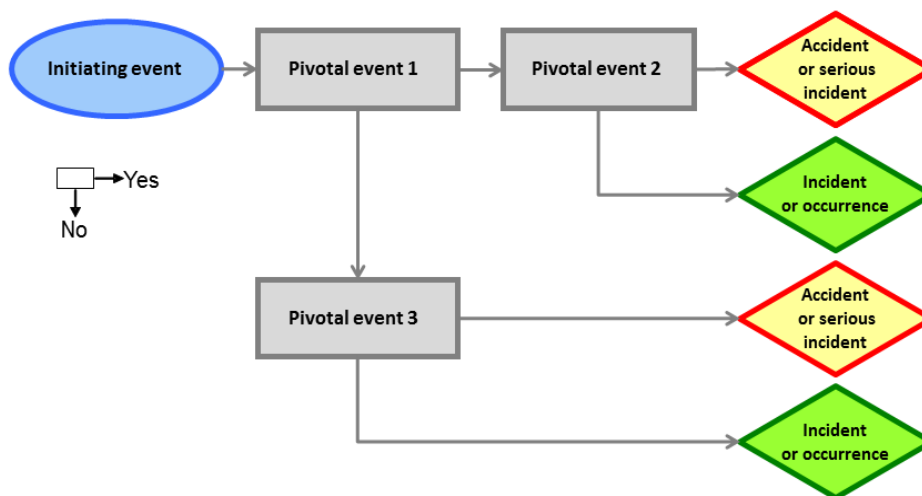 Initiating event
Pivotal event 1
Pivotal event 2
Accident
or serious
incident
Yes
No
Incident
or occurrence
Pivotal event 3
Accident
or serious
incident
Incident
or occurrence